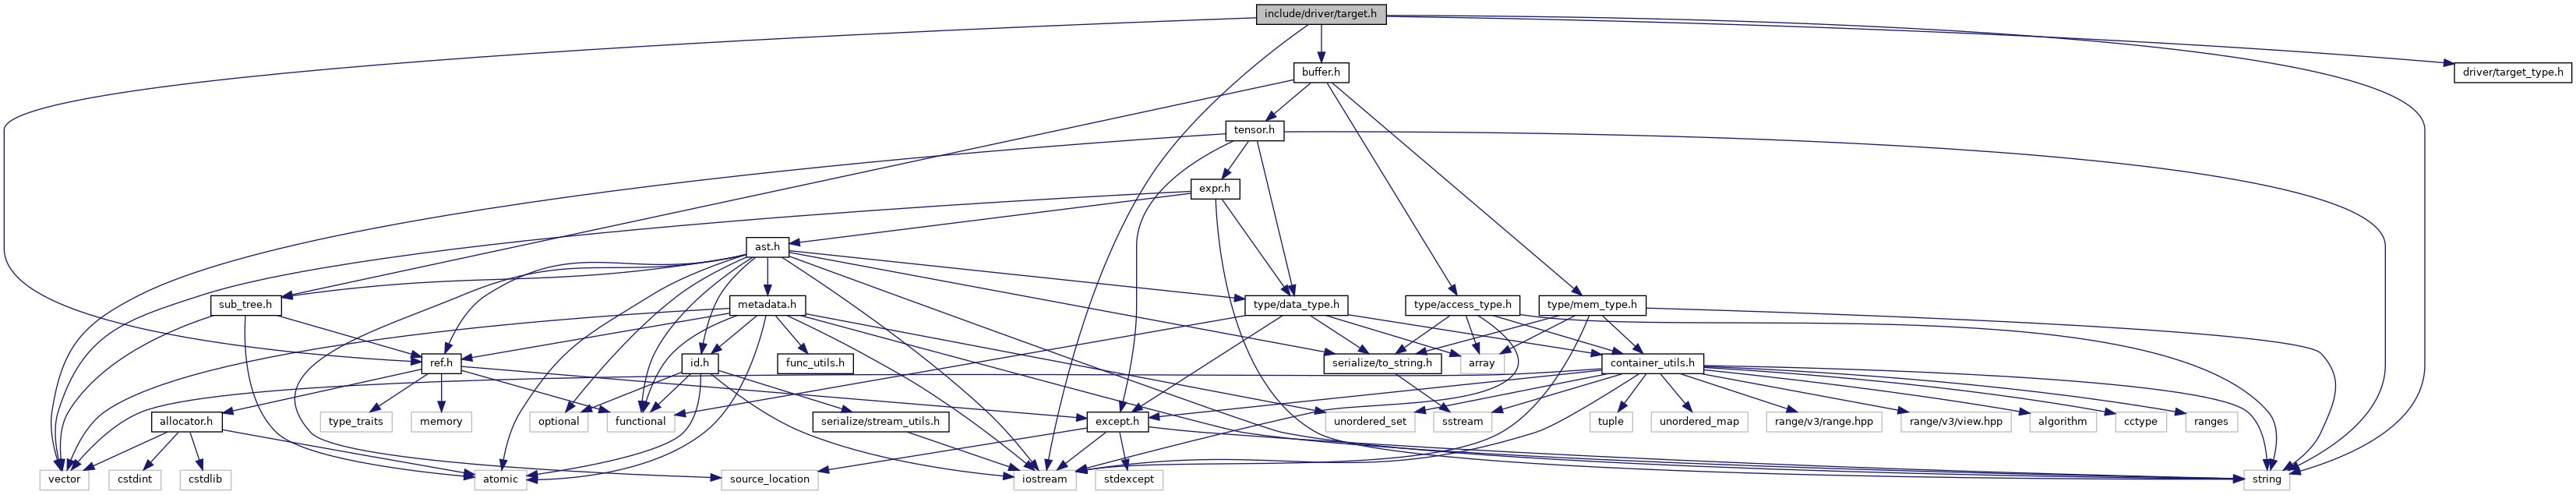 include/driver/target.h
buffer.h
driver/target_type.h
tensor.h
expr.h
ast.h
sub_tree.h
metadata.h
type/data_type.h
type/access_type.h
type/mem_type.h
ref.h
id.h
func_utils.h
serialize/to_string.h
array
container_utils.h
allocator.h
type_traits
memory
optional
functional
serialize/stream_utils.h
except.h
unordered_set
sstream
tuple
unordered_map
range/v3/range.hpp
range/v3/view.hpp
algorithm
cctype
ranges
vector
cstdint
cstdlib
atomic
source_location
iostream
stdexcept
string